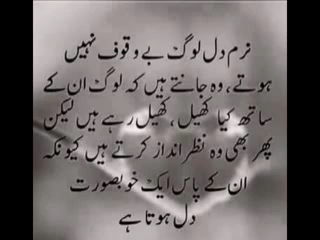 نرم دل لوگ بے وقوف نہیں
ہوتے، وہ جانتے ہیں کہ لوگ ان کے
ساتھ کیا کھیل، کھیل رہے ہیں لیکن
پھر بھی وہ نظر انداز کرتے ہیں کیونکہ
ان کے پاس ایک خوبصورت
دل ہوتا ہے